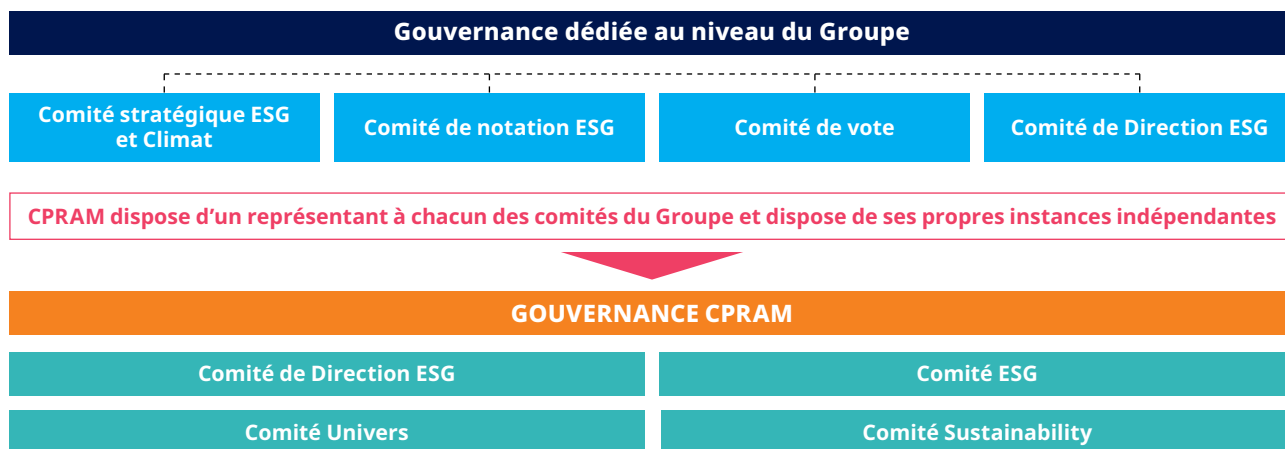 Gouvernance dédiée au niveau du Groupe
Comité stratégique ESG
et Climat
Comité de notation ESG
Comité de vote
Comité de Direction ESG
CPRAM dispose d’un représentant à chacun des comités du Groupe et dispose de ses propres instances indépendantes
GOUVERNANCE CPRAM
Comité de Direction ESG
Comité ESG
Comité Univers
Comité Sustainability